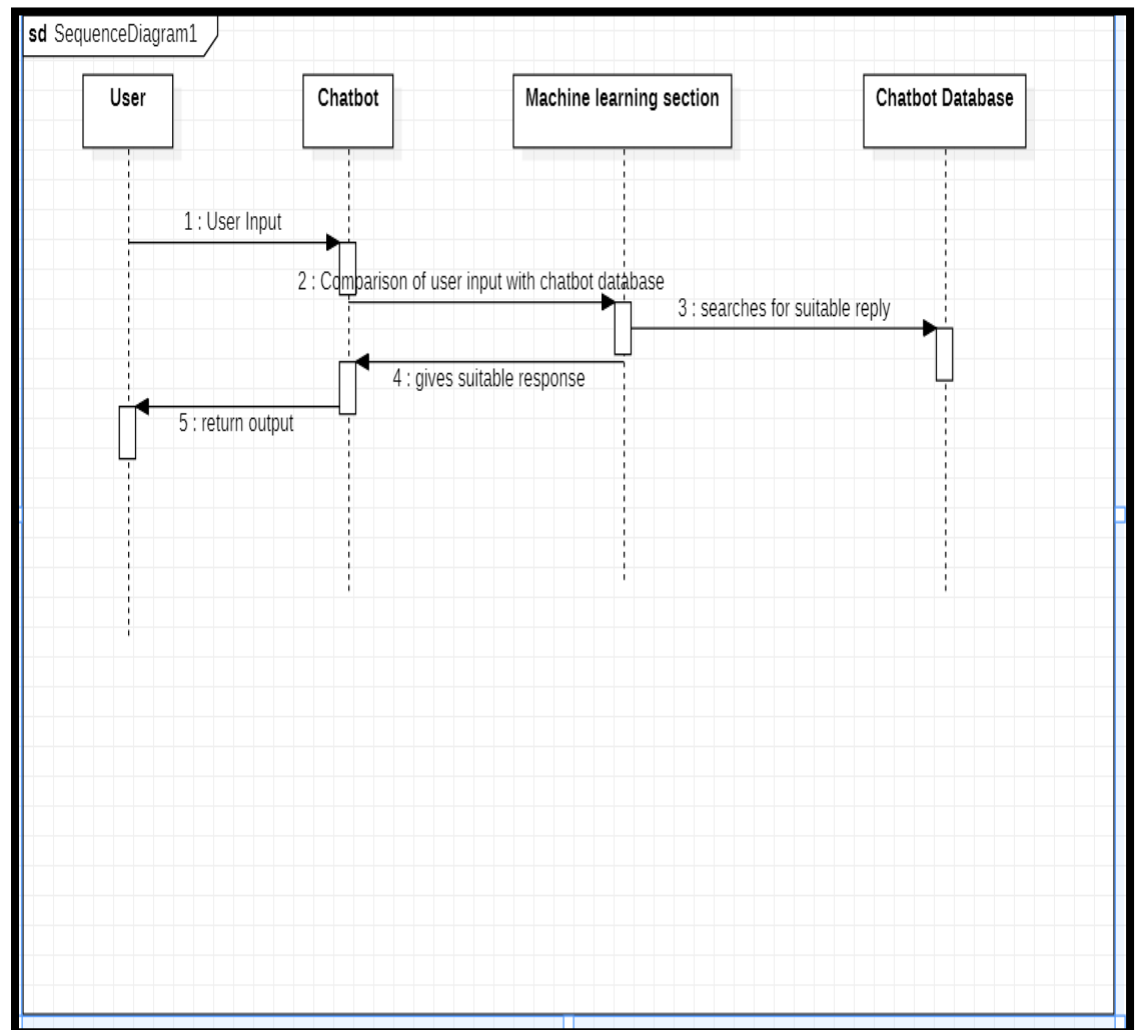 sd SequenceDiagram1
User
Chatbot
Machine learning section
Chatbot Database
1 : User Input
2 : Comparison of user input with chatbot database
3 : searches for suitable reply
4 : gives suitable response
5 : return output